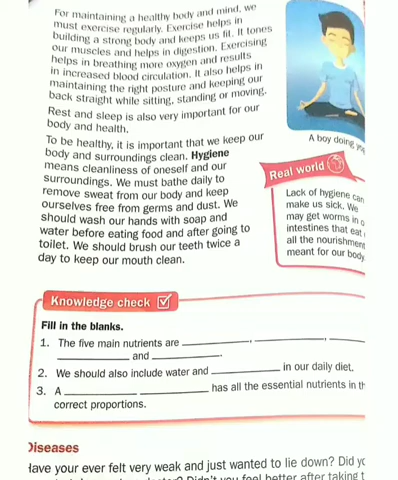 For maintaining a healthy body and mind, we
must exercise regularly. Exercise helps in
building a strong body and keeps us fit. It tones
our muscles and helps in digestion. Exercising
helps in breathing more oxygen and results
in increased blood circulation. It also helps in
maintaining the right posture and keeping our
back straight while sitting, standing or moving.
Rest and sleep is also very important for our
body and health.
To be healthy, it is important that we keep our
body and surroundings clean. Hygiene
means cleanliness of oneself and our
surroundings. We must bathe daily to
remove sweat from our body and keep
ourselves free from germs and dust. We
should wash our hands with soap and
water before eating food and after going to
toilet. We should brush our teeth twice a
day to keep our mouth clean.
A boy doing
Real world
Lack of hygiene can
make us sick. We
may get worms in
intestines that eat
all the nourishment
meant for our body
Knowledge check
Fill in the blanks.
1. The five main nutrients are __________, __________,
__________ and __________.
2. We should also include water and __________ in our daily diet.
3. A __________ __________ has all the essential nutrients in
correct proportions.
Diseases
Have your ever felt very weak and just wanted to lie down? Did
feel better after taking